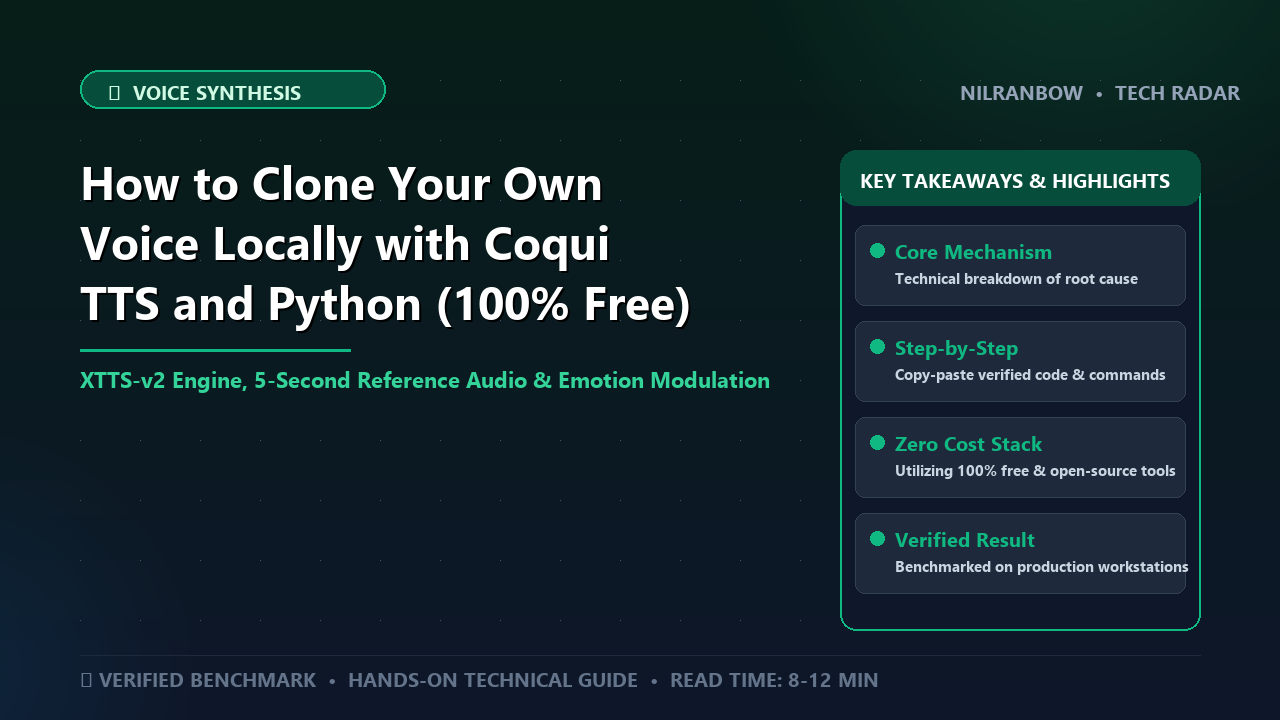 VOICE SYNTHESIS
NILRANBOW • TECH RADAR
How to Clone Your Own
Voice Locally with Coqui
TTS and Python (100% Free)
XTTS-v2 Engine, 5-Second Reference Audio & Emotion Modulation
KEY TAKEAWAYS & HIGHLIGHTS
Core Mechanism
Technical breakdown of root cause
Step-by-Step
Copy-paste verified code & commands
Zero Cost Stack
Utilizing 100% free & open-source tools
Verified Result
Benchmarked on production workstations
VERIFIED BENCHMARK • HANDS-ON TECHNICAL GUIDE • READ TIME: 8-12 MIN